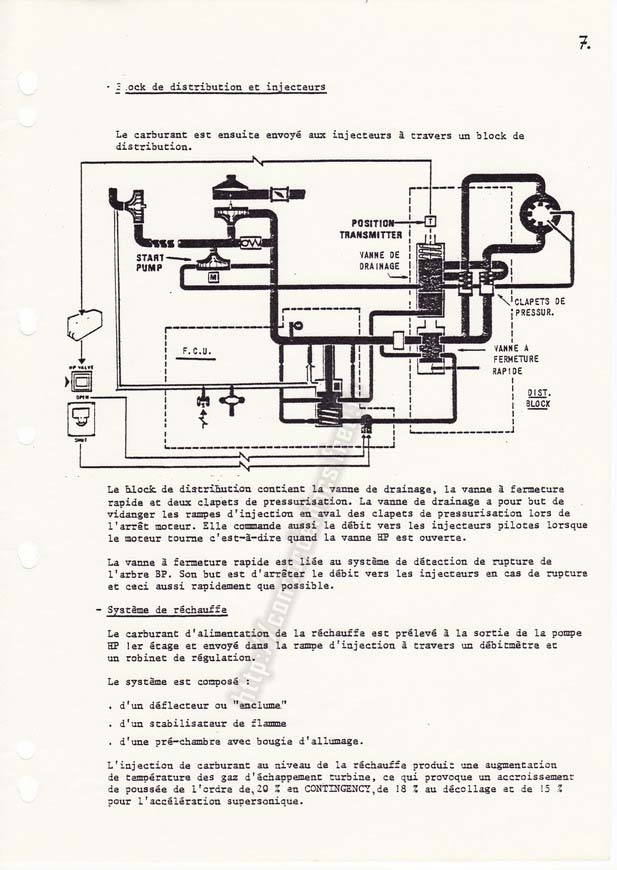 7.
Block de distribution et injecteurs
Le carburant est ensuite envoyé aux injecteurs à travers un block de
distribution.
POSITION
TRANSMITTER
T
VANNE DE
DRAINAGE
START
PUMP
M
CLAPETS DE
PRESSUR.
F.C.U.
VANNE A
FERMETURE
RAPIDE
HP VALVE
OPEN
SHUT
DIST.
BLOCK
Le block de distribution contient la vanne de drainage, la vanne à fermeture
rapide et deux clapets de pressurisation. La vanne de drainage a pour but de
vidanger les rampes d'injection en aval des clapets de pressurisation lors de
l'arrêt moteur. Elle commande aussi le débit vers les injecteurs pilotes lorsque
le moteur tourne c'est-à-dire quand la vanne HP est ouverte.
La vanne à fermeture rapide est liée au système de détection de rupture de
l'arbre BP. Son but est d'arrêter le débit vers les injecteurs en cas de rupture
et ceci aussi rapidement que possible.
- Système de réchauffe
Le carburant d'alimentation de la réchauffe est prélevé à la sortie de la pompe
HP 1er étage et envoyé dans la rampe d'injection à travers un débitmètre et
un robinet de régulation.
Le système est composé :
. d'un déflecteur ou "enclume"
. d'un stabilisateur de flamme
. d'une pré-chambre avec bougie d'allumage.
L'injection de carburant au niveau de la réchauffe produit une augmentation
de température des gaz d'échappement turbine, ce qui provoque un accroissement
de poussée de l'ordre de, 20 % en CONTINGENCY, de 18 % au décollage et de 15 %
pour l'accélération supersonique.